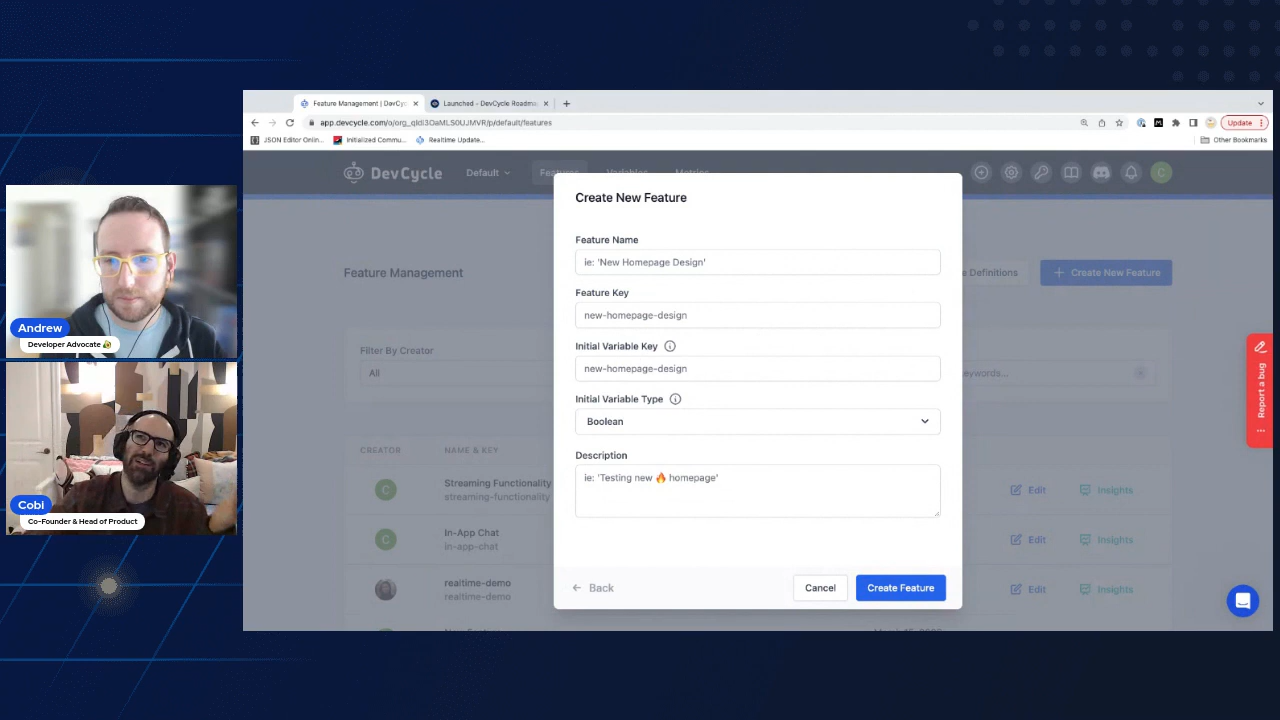 Feature Management | DevCyc
Launched - DevCycle Roadma
app.devcycle.com/o/org_qIdI3OaMLS0UJMVR/p/default/features
Update
JSON Editor Onlin...
Initialized Commu...
Realtime Update...
Other Bookmarks
DevCycle
Default
Features
Variables
Metrics
C
Create New Feature
Feature Name
ie: 'New Homepage Design'
Feature Key
new-homepage-design
Initial Variable Key
new-homepage-design
Initial Variable Type
Boolean
Description
ie: 'Testing new 🔥 homepage'
Back
Cancel
Create Feature
Feature Management
e Definitions
+ Create New Feature
Filter By Creator
All
eywords...
CREATOR
NAME & KEY
C
Streaming Functionality
streaming-functionality
Edit
Insights
C
In-App Chat
in-app-chat
Edit
Insights
realtime-demo
realtime-demo
Edit
Insights
Report a bug
Andrew
Developer Advocate 🥑
Cobi
Co-Founder & Head of Product